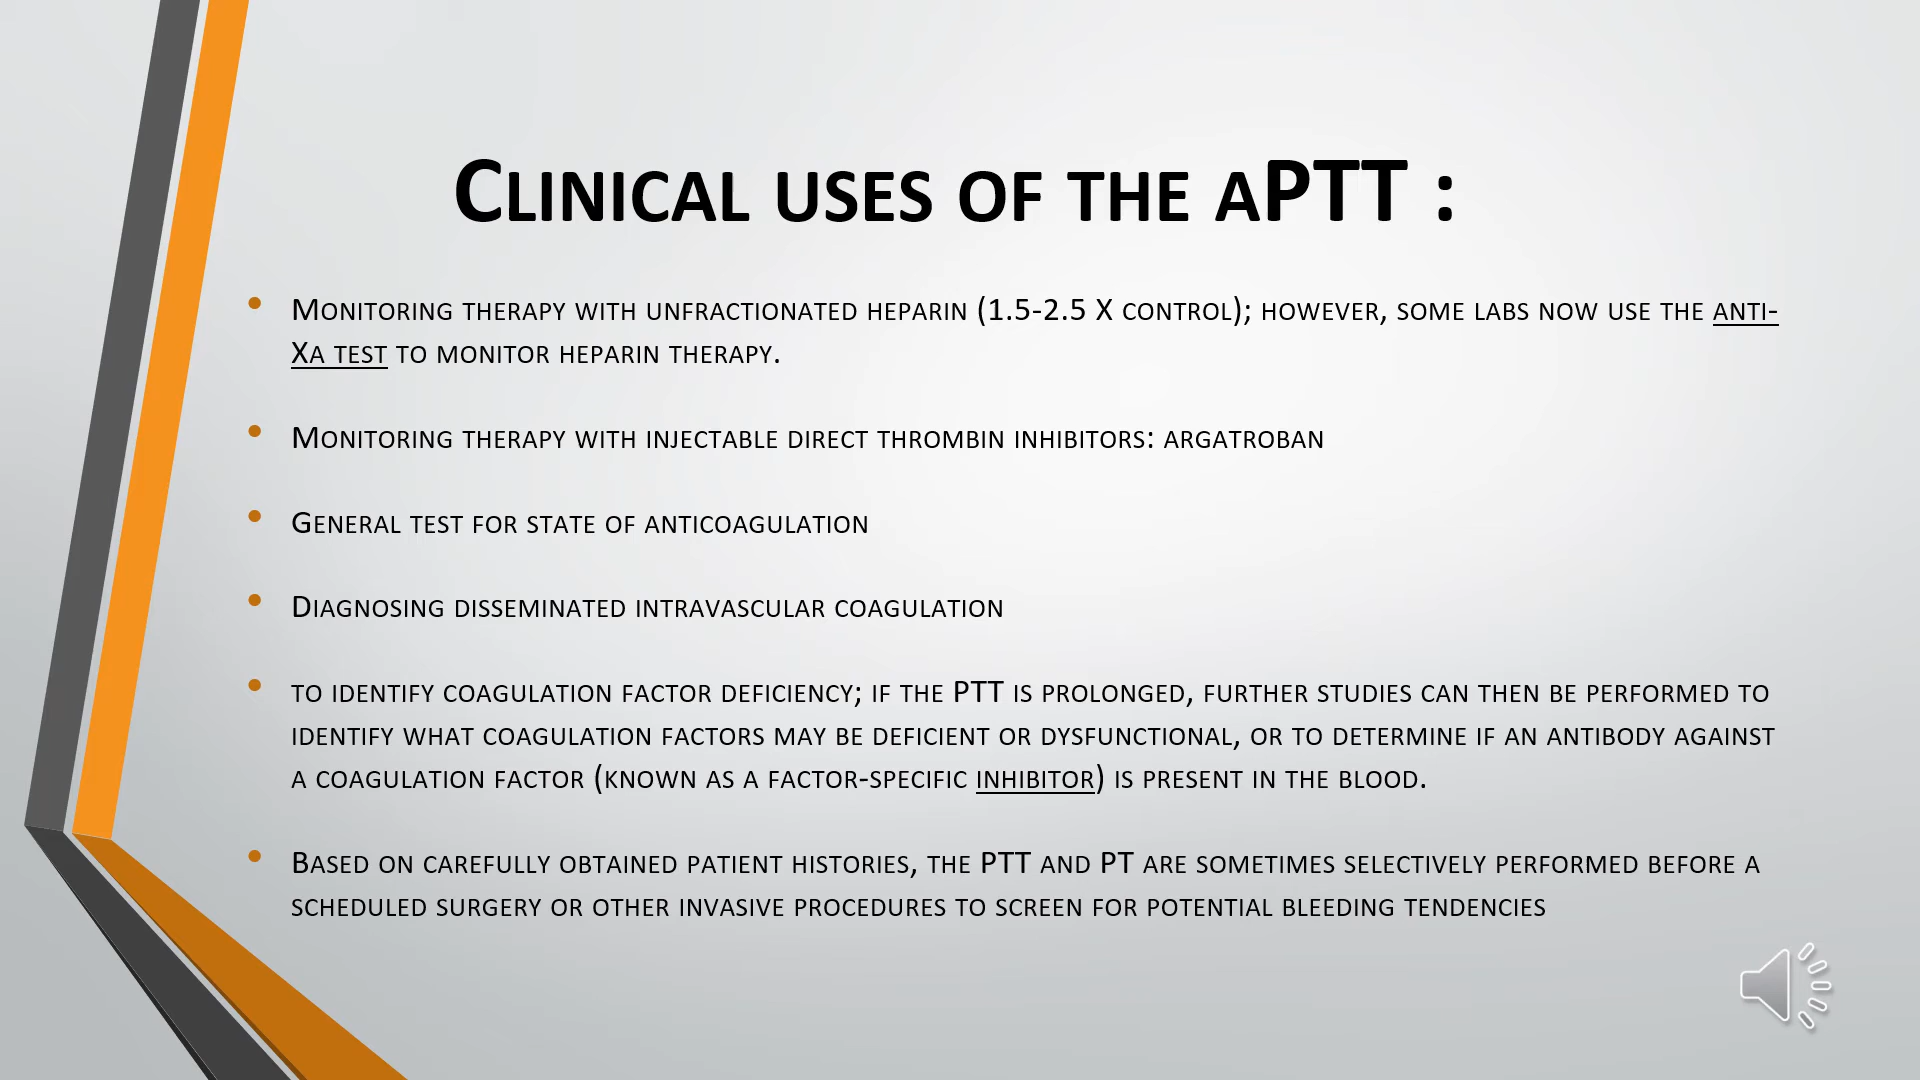 Clinical uses of the aPTT :
• Monitoring therapy with unfractionated heparin (1.5-2.5 X control); however, some labs now use the anti-
Xa test to monitor heparin therapy.
• Monitoring therapy with injectable direct thrombin inhibitors: argatroban
• General test for state of anticoagulation
• Diagnosing disseminated intravascular coagulation
• to identify coagulation factor deficiency; if the PTT is prolonged, further studies can then be performed to
identify what coagulation factors may be deficient or dysfunctional, or to determine if an antibody against
a coagulation factor (known as a factor-specific inhibitor) is present in the blood.
• Based on carefully obtained patient histories, the PTT and PT are sometimes selectively performed before a
scheduled surgery or other invasive procedures to screen for potential bleeding tendencies